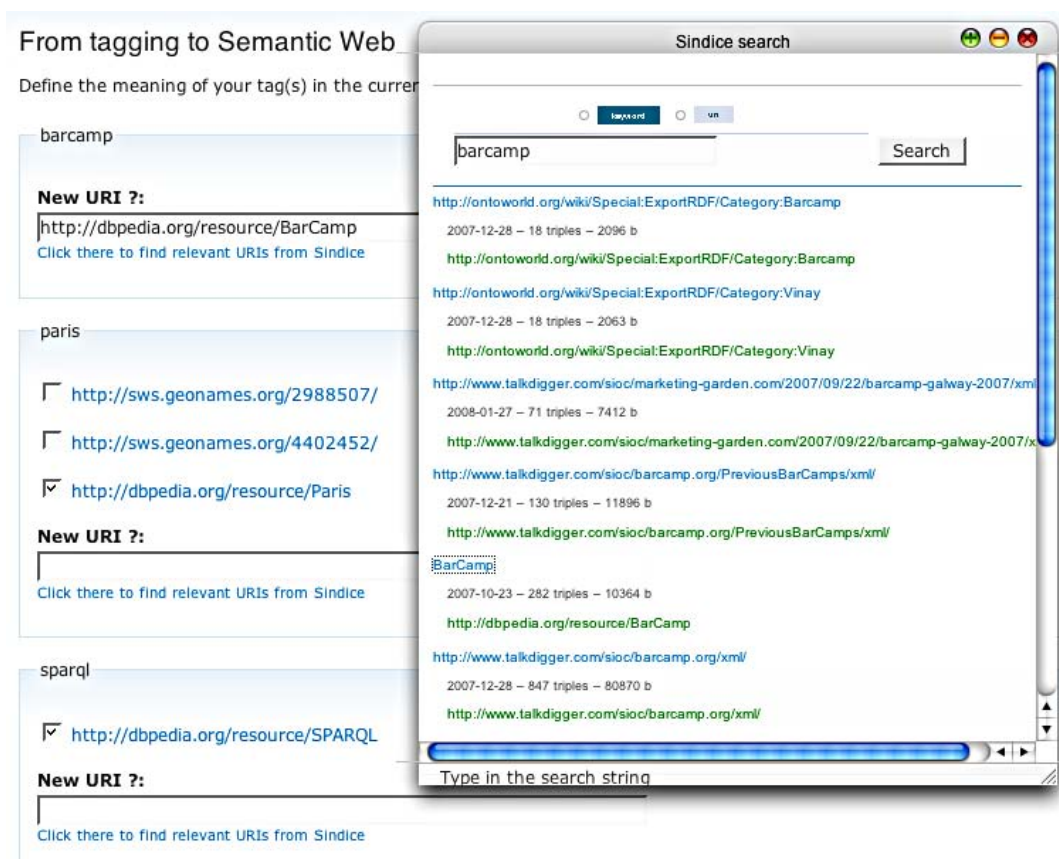 From tagging to Semantic Web
Define the meaning of your tag(s) in the curre
barcamp
New URI ?:
http://dbpedia.org/resource/BarCamp
Click there to find relevant URIs from Sindice
paris
http://sws.geonames.org/2988507/
http://sws.geonames.org/4402452/
http://dbpedia.org/resource/Paris
New URI ?:
Click there to find relevant URIs from Sindice
sparql
http://dbpedia.org/resource/SPARQL
New URI ?:
Click there to find relevant URIs from Sindice
Sindice search
keyword uri
barcamp Search
http://ontoworld.org/wiki/Special:ExportRDF/Category:Barcamp
2007-12-28 – 18 triples – 2096 b
http://ontoworld.org/wiki/Special:ExportRDF/Category:Barcamp
http://ontoworld.org/wiki/Special:ExportRDF/Category:Vinay
2007-12-28 – 18 triples – 2063 b
http://ontoworld.org/wiki/Special:ExportRDF/Category:Vinay
http://www.talkdigger.com/sioc/marketing-garden.com/2007/09/22/barcamp-galway-2007/xml
2008-01-27 – 71 triples – 7412 b
http://www.talkdigger.com/sioc/marketing-garden.com/2007/09/22/barcamp-galway-2007/x
http://www.talkdigger.com/sioc/barcamp.org/PreviousBarCamps/xml/
2007-12-21 – 130 triples – 11896 b
http://www.talkdigger.com/sioc/barcamp.org/PreviousBarCamps/xml/
BarCamp
2007-10-23 – 282 triples – 10364 b
http://dbpedia.org/resource/BarCamp
http://www.talkdigger.com/sioc/barcamp.org/xml/
2007-12-28 – 847 triples – 80870 b
http://www.talkdigger.com/sioc/barcamp.org/xml/
Type in the search string